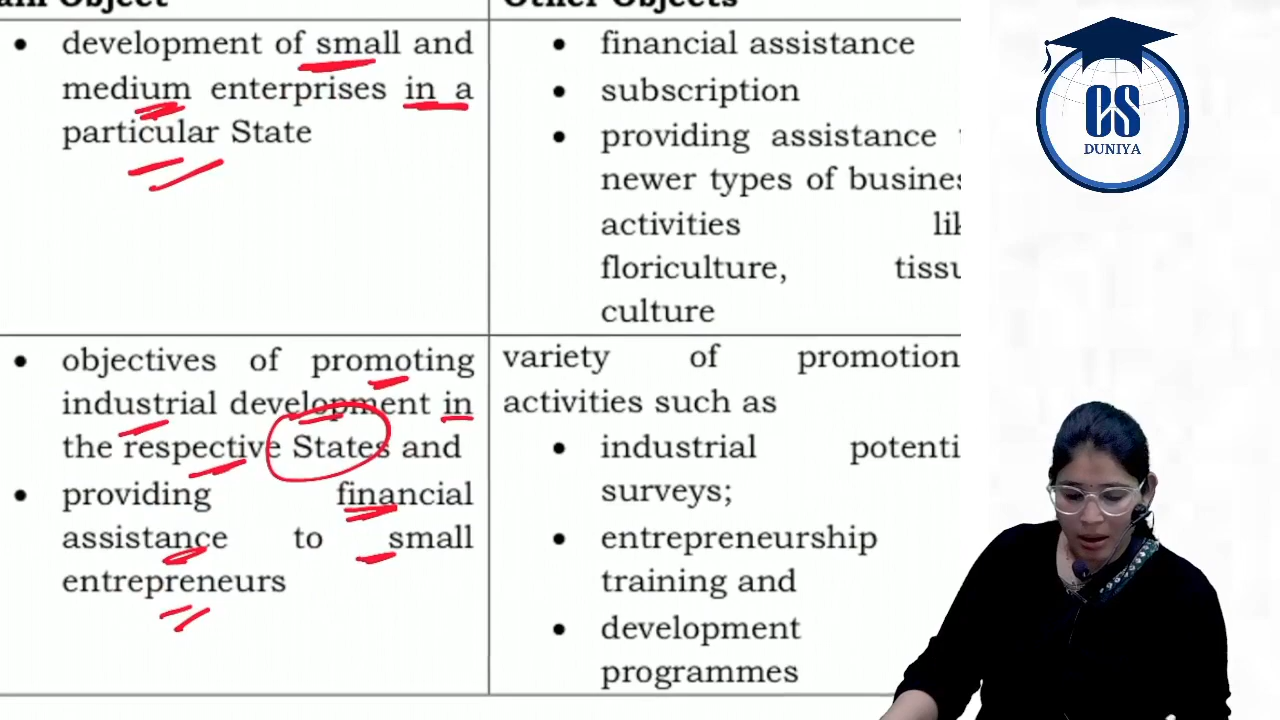 Other Objects
development of small and
medium enterprises in a
particular State
financial assistance
subscription
providing assistance
newer types of
activities
floriculture,
culture
objectives of promoting
industrial development in
the respective States and
providing financial
assistance to small
entrepreneurs
variety of
activities such as
industrial
surveys;
entrepreneurship
training and
development
programmes
CS
DUNIYA